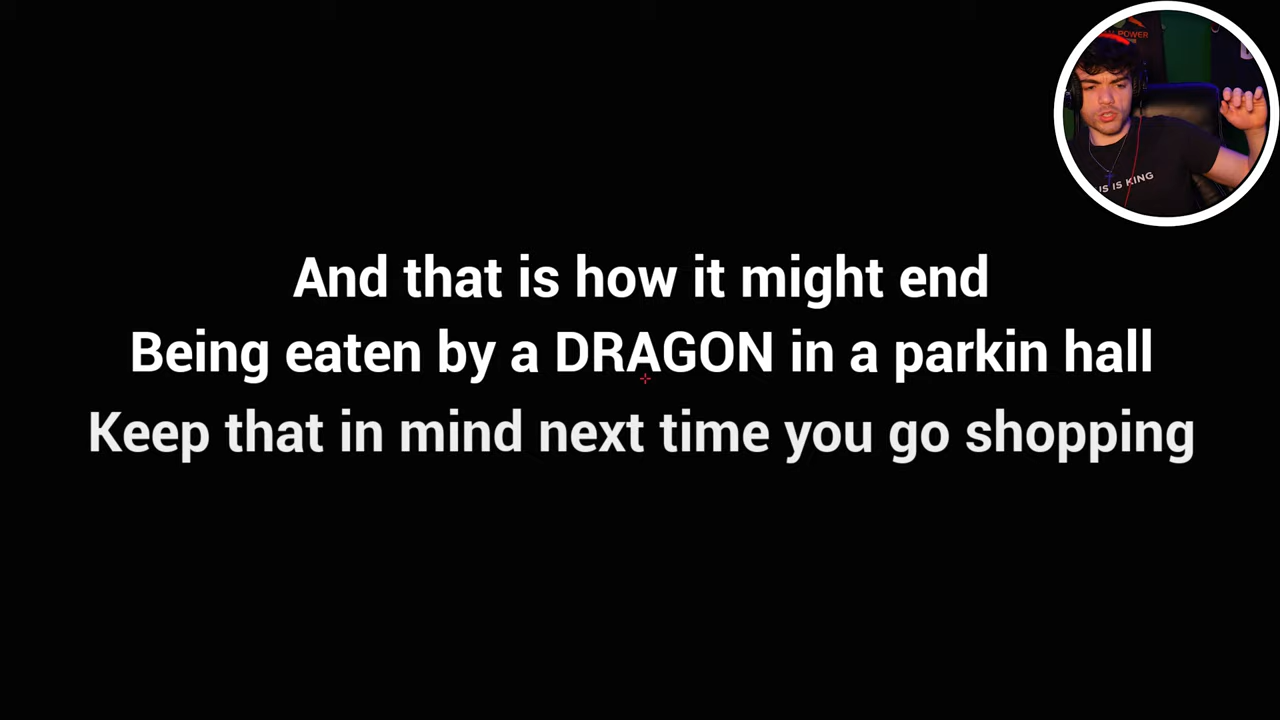 POWER
IS IS KING
And that is how it might end
Being eaten by a DRAGON in a parkin hall
Keep that in mind next time you go shopping